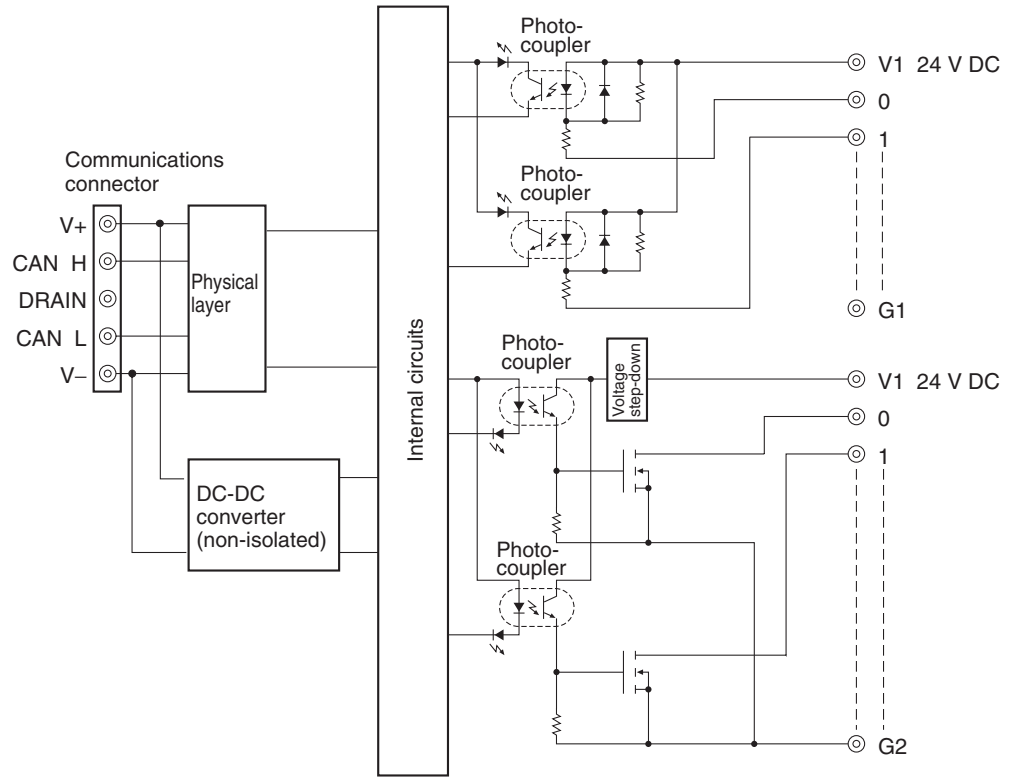 Photo-
coupler
V1 24 V DC
0
1
Photo-
coupler
G1
Communications
connector
V+
CAN H
DRAIN
CAN L
V−
Physical
layer
Internal circuits
Photo-
coupler
Voltage
step-down
V1 24 V DC
0
1
DC-DC
converter
(non-isolated)
Photo-
coupler
G2